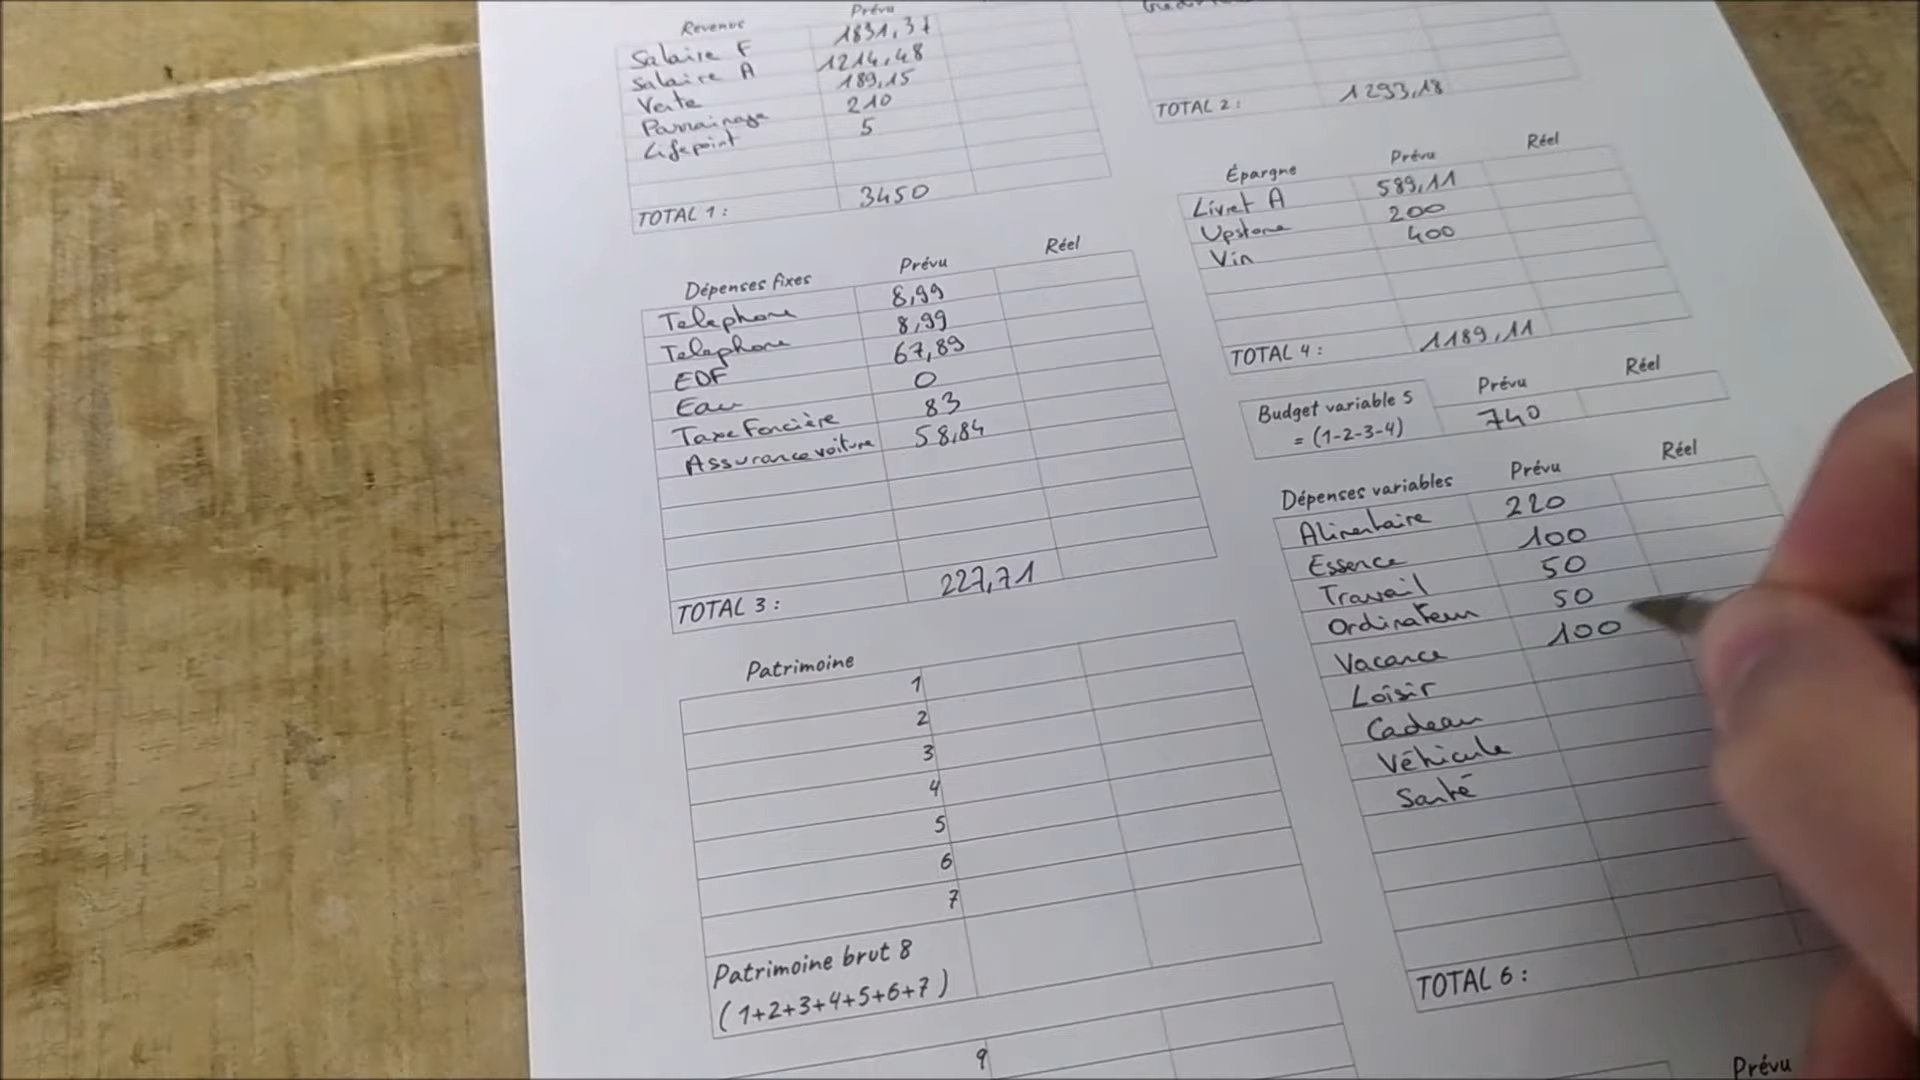 Revenus Prévu
Salaire F 1831,37
Salaire A 1214,48
Vente 189,15
Parrainage 210
Lifepoint 5
TOTAL 1 : 3450
Dépenses fixes Prévu Réel
Telephone 8,99
Telephone 8,99
EDF 67,89
Eau 0
Taxe Foncière 83
Assurance voiture 58,84
TOTAL 3 : 227,71
Patrimoine
1
2
3
4
5
6
7
Patrimoine brut 8
(1+2+3+4+5+6+7)
9
TOTAL 2 : 1293,18
Épargne Prévu Réel
Livret A 589,11
Upstone 200
Vin 400
TOTAL 4 : 1189,11
Budget variable 5 Prévu Réel
= (1-2-3-4) 740
Dépenses variables Prévu Réel
Alimentaire 220
Essence 100
Travail 50
Ordinateur 50
Vacance 100
Loisir
Cadeau
Véhicule
Santé
TOTAL 6 :
Prévu